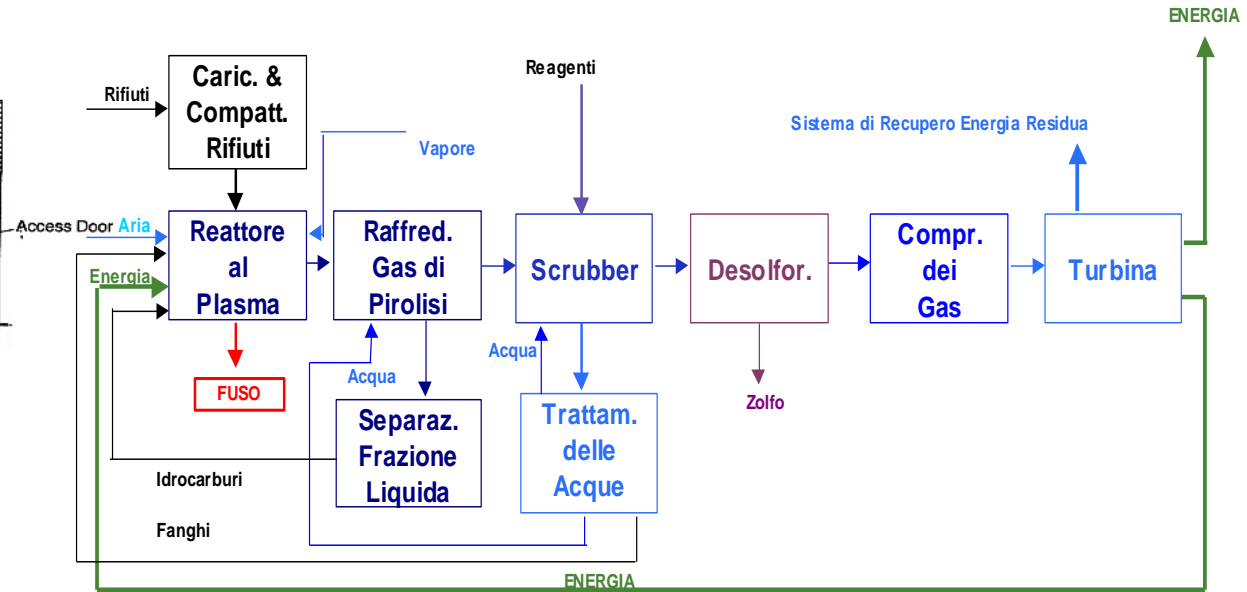 ENERGIA
Caric. &
Compatt.
Rifiuti
Rifiuti
Reagenti
Sistema di Recupero Energia Residua
Vapore
Access Door Aria
Energia
Reattore
al
Plasma
Raffred.
Gas di
Pirolisi
Scrubber
Desolfor.
Compr.
dei
Gas
Turbina
FUSO
Acqua
Acqua
Zolfo
Separaz.
Frazione
Liquida
Trattam.
delle
Acque
Idrocarburi
Fanghi
ENERGIA